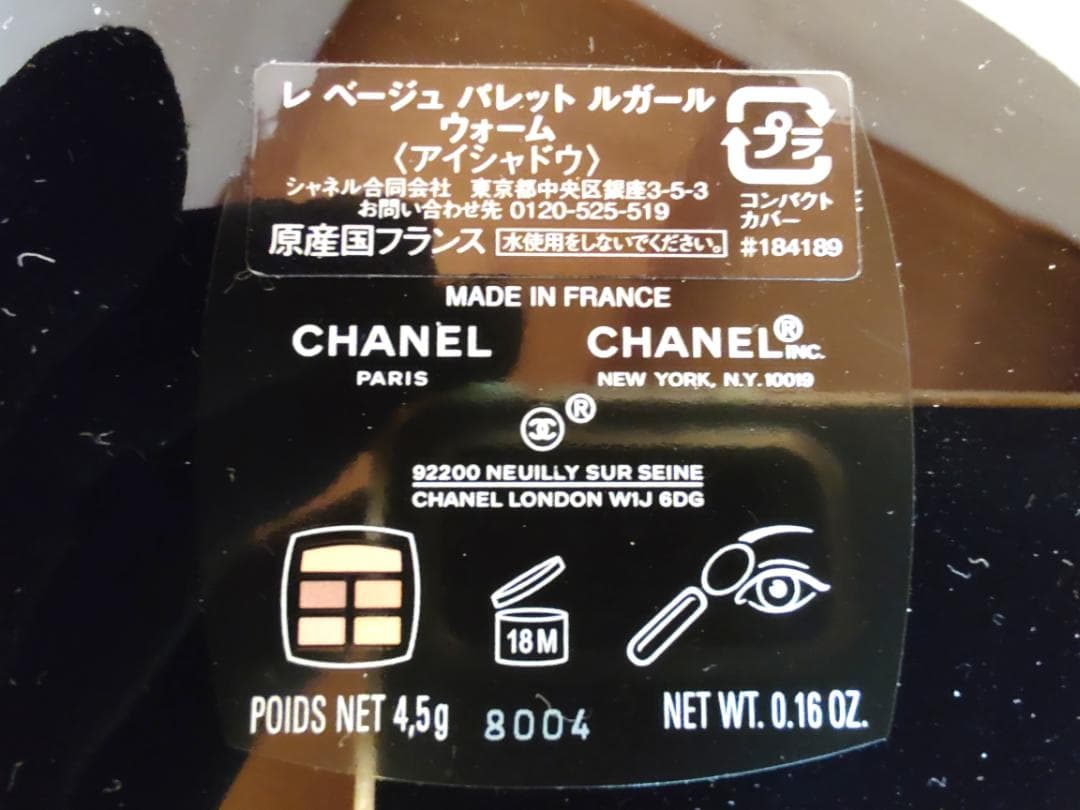 レ ベージュ パレット ルガール
ウォーム
〈アイシャドウ〉
シャネル合同会社 東京都中央区銀座3-5-3
お問い合わせ先 0120-525-519
原産国フランス 水使用をしないでください。
プラ
コンパクト
カバー
#184189
MADE IN FRANCE
CHANEL
PARIS
CHANEL® INC.
NEW YORK, N.Y. 10019
®
92200 NEUILLY SUR SEINE
CHANEL LONDON W1J 6DG
18M
POIDS NET 4,5g 8004 NET WT. 0.16 OZ.